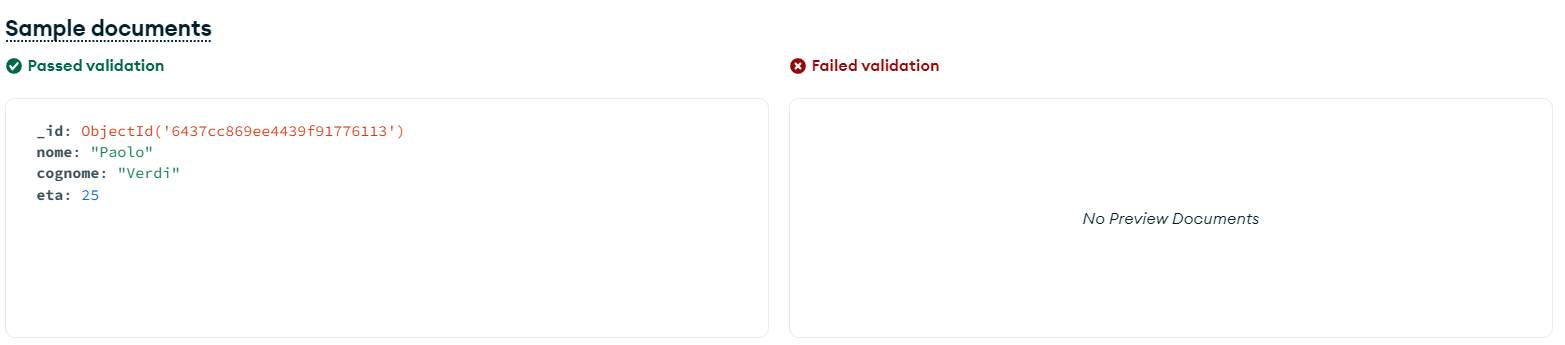 Sample documents
Passed validation
_id: ObjectId('6437cc869ee4439f91776113')
nome: "Paolo"
cognome: "Verdi"
eta: 25
Failed validation
No Preview Documents